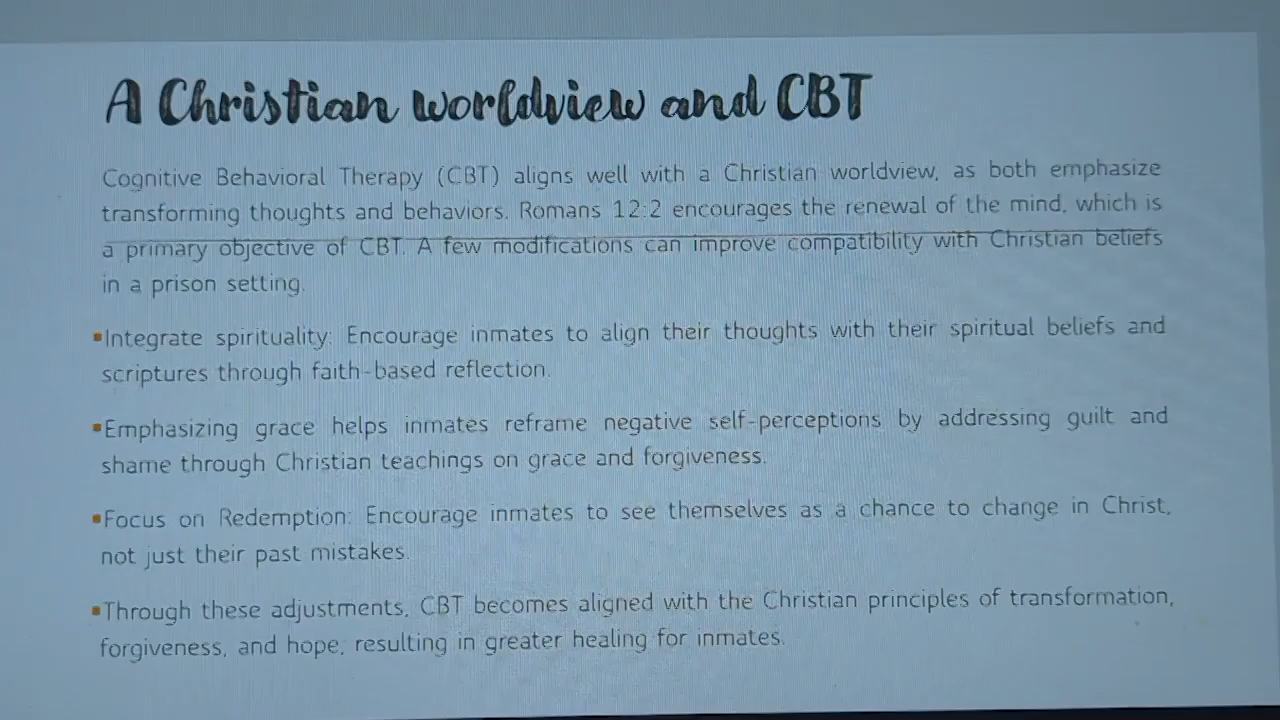 A Christian worldview and CBT
Cognitive Behavioral Therapy (CBT) aligns well with a Christian worldview, as both emphasize
transforming thoughts and behaviors. Romans 12:2 encourages the renewal of the mind, which is
a primary objective of CBT. A few modifications can improve compatibility with Christian beliefs
in a prison setting.
▪Integrate spirituality: Encourage inmates to align their thoughts with their spiritual beliefs and
scriptures through faith-based reflection.
▪Emphasizing grace helps inmates reframe negative self-perceptions by addressing guilt and
shame through Christian teachings on grace and forgiveness.
▪Focus on Redemption: Encourage inmates to see themselves as a chance to change in Christ,
not just their past mistakes.
▪Through these adjustments, CBT becomes aligned with the Christian principles of transformation,
forgiveness, and hope, resulting in greater healing for inmates.